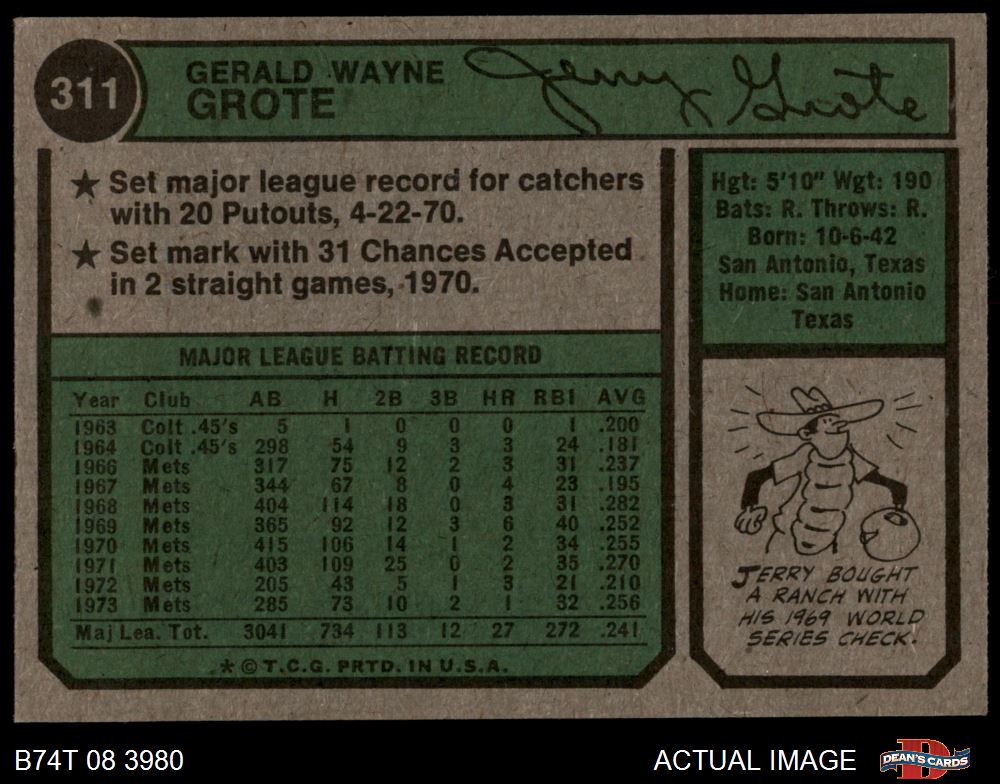 311
GERALD WAYNE
GROTE
Jerry Grote
★ Set major league record for catchers
with 20 Putouts, 4-22-70.
★ Set mark with 31 Chances Accepted
in 2 straight games, 1970.
Hgt: 5'10" Wgt: 190
Bats: R. Throws: R.
Born: 10-6-42
San Antonio, Texas
Home: San Antonio
Texas
MAJOR LEAGUE BATTING RECORD
Year Club AB H 2B 3B HR RBI AVG
1963 Colt .45's 5 1 0 0 0 1 .200
1964 Colt .45's 298 54 9 3 3 24 .181
1966 Mets 317 75 12 2 3 31 .237
1967 Mets 344 67 8 0 4 23 .195
1968 Mets 404 114 18 0 3 31 .282
1969 Mets 365 92 12 3 6 40 .252
1970 Mets 415 106 14 1 2 34 .255
1971 Mets 403 109 25 0 2 35 .270
1972 Mets 205 43 5 1 3 21 .210
1973 Mets 285 73 10 2 1 32 .256
Maj Lea. Tot. 3041 734 113 12 27 272 .241
* © T.C.G. PRTD. IN U.S.A.
JERRY BOUGHT
A RANCH WITH
HIS 1969 WORLD
SERIES CHECK.
B74T 08 3980
ACTUAL IMAGE
D
DEAN'S CARDS